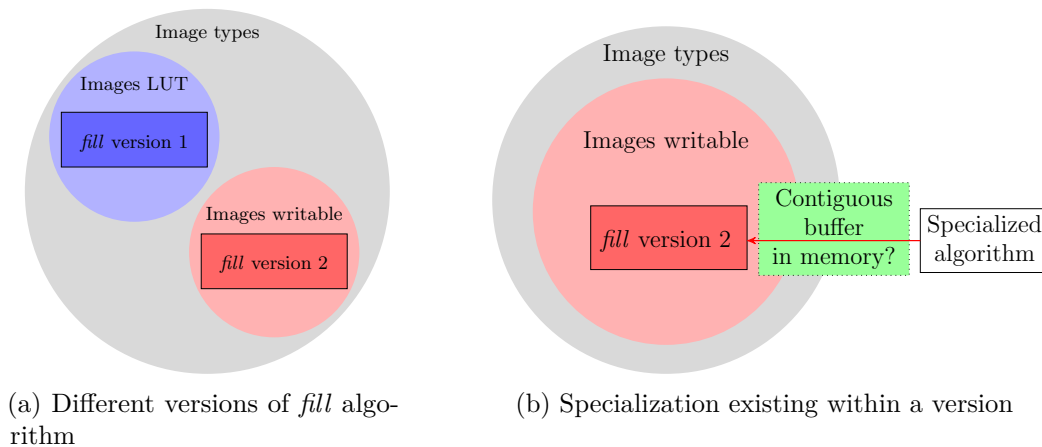 Image types
Images LUT
fill version 1
Images writable
fill version 2
(a) Different versions of fill algo-
rithm
Image types
Images writable
fill version 2
Contiguous
buffer
in memory?
Specialized
algorithm
(b) Specialization existing within a version